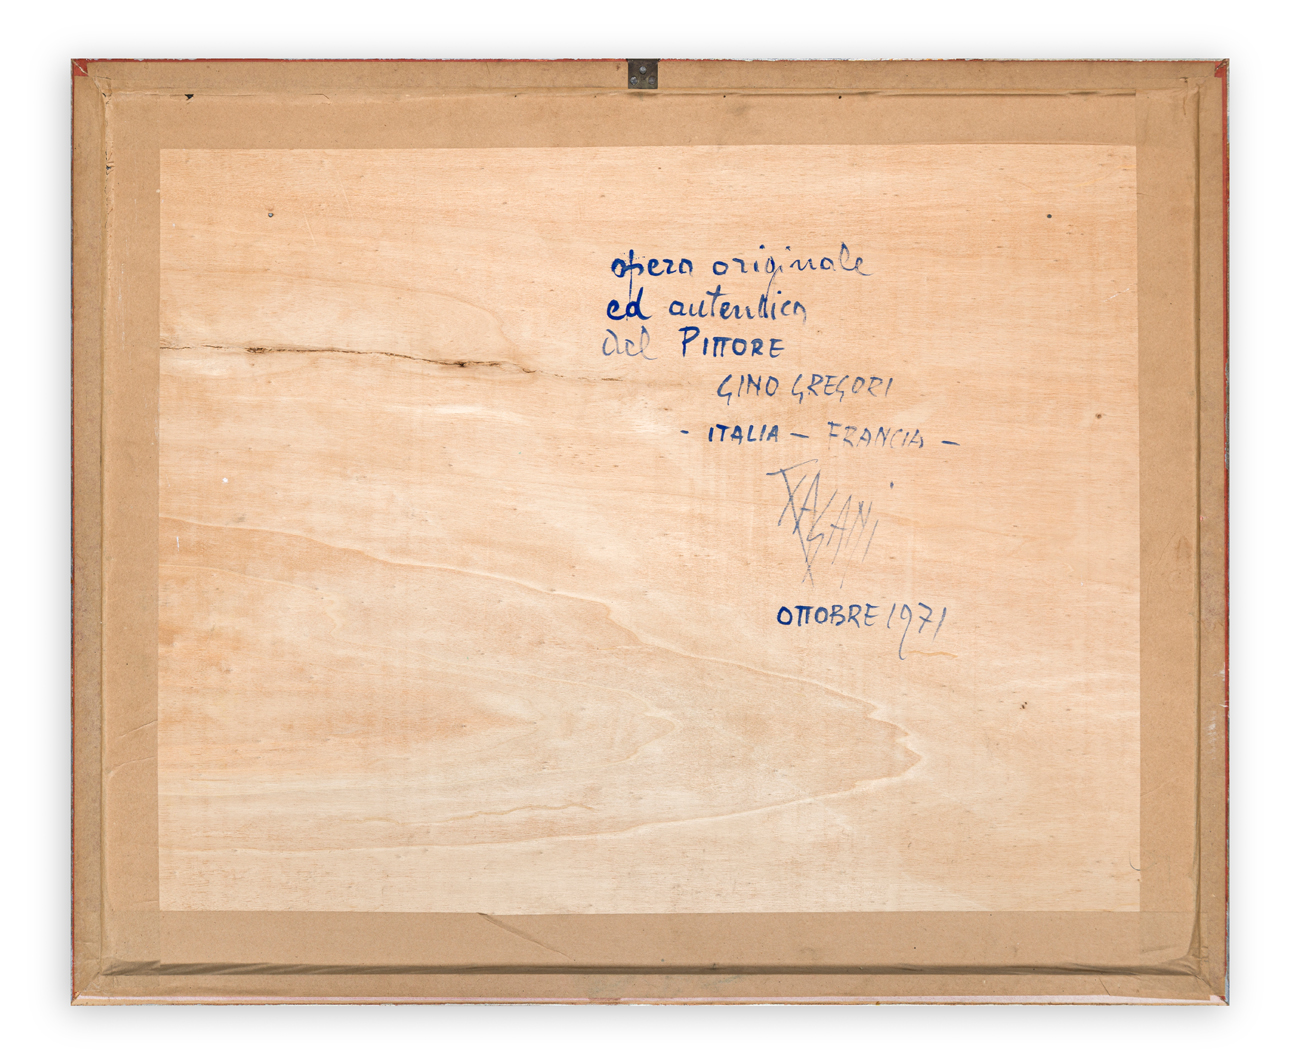 opera originale
ed autentica
del PITTORE
GINO GREGORI
- ITALIA - FRANCIA -
OTTOBRE 1971